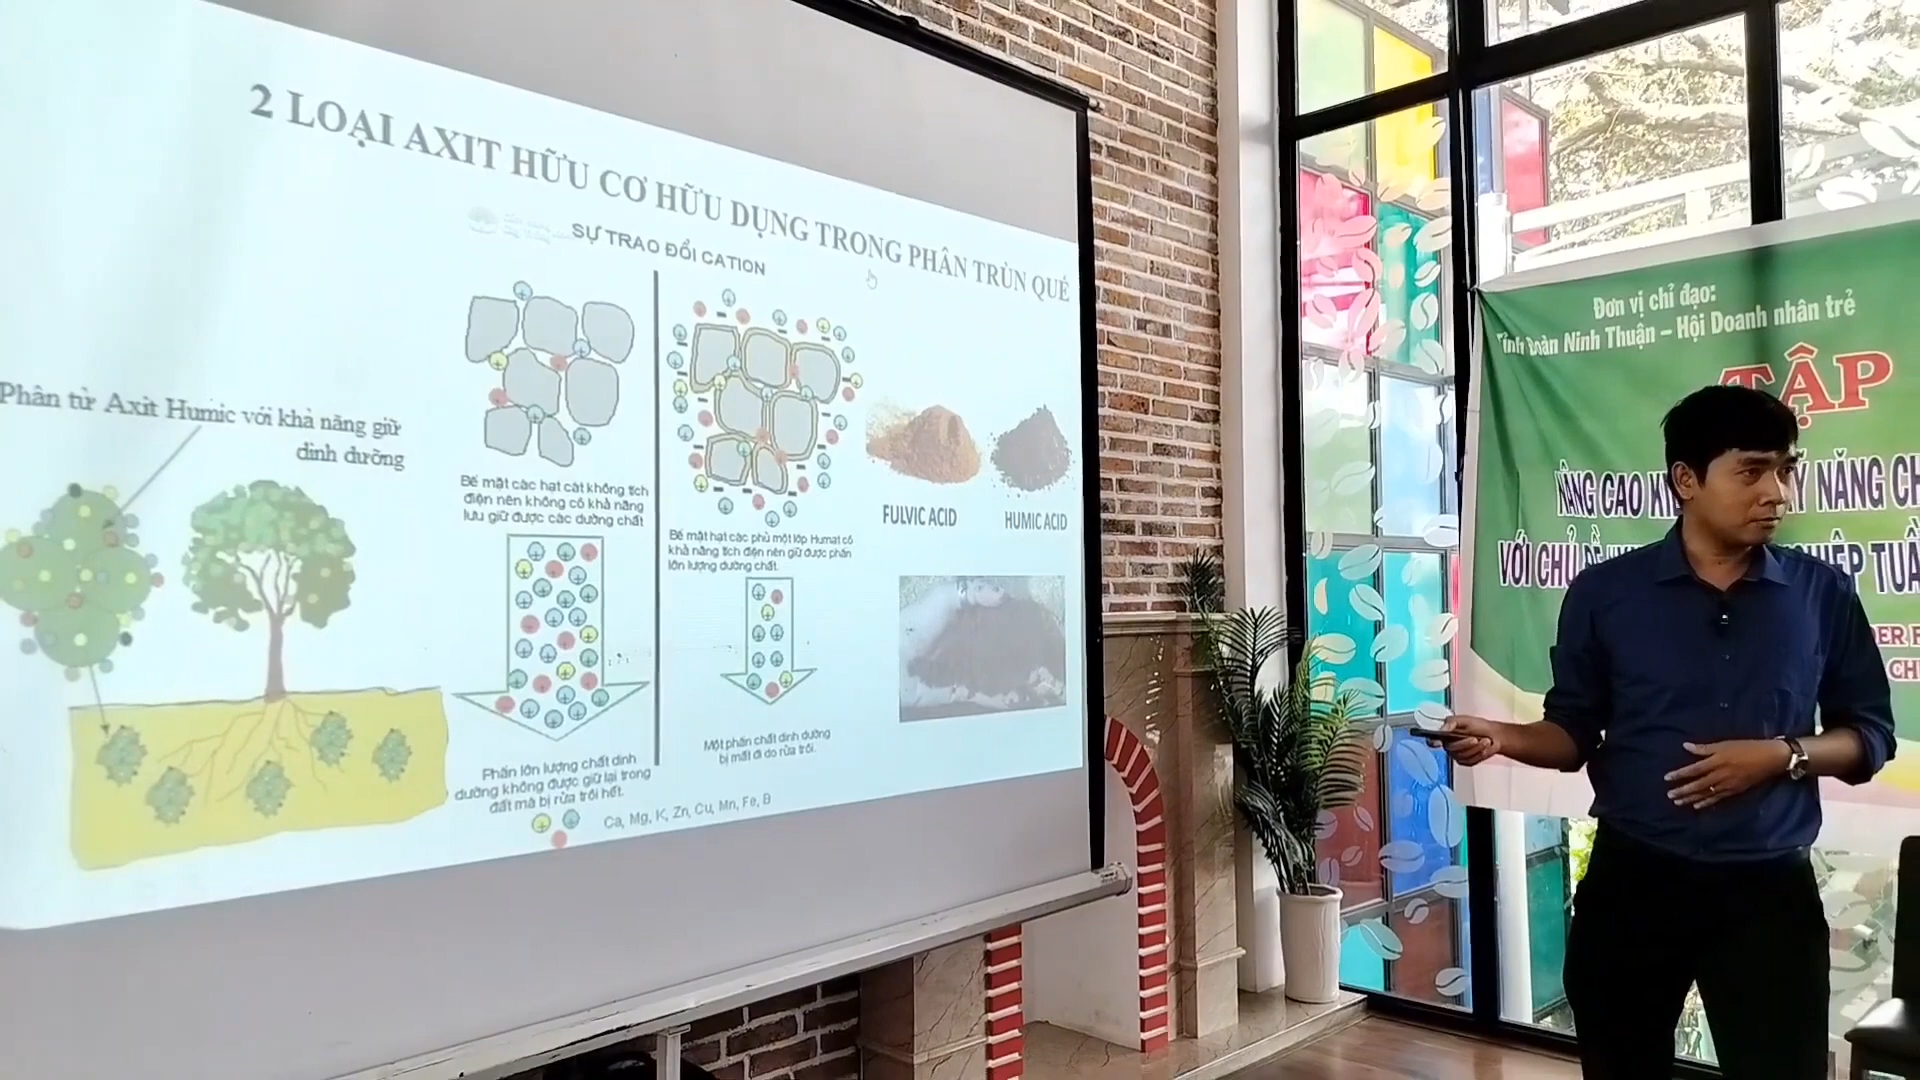 2 LOẠI AXIT HỮU CƠ HỮU DỤNG TRONG PHÂN TRÙN QUẾ
SỰ TRAO ĐỔI CATION
Phân tử Axit Humic với khả năng giữ
dinh dưỡng
Bề mặt các hạt cát không tích
điện nên không có khả năng
lưu giữ được các dưỡng chất
Phần lớn lượng chất dinh
dưỡng không được giữ lại trong
đất mà bị rửa trôi hết.
Bề mặt hạt các phủ một lớp Humat có
khả năng tích điện nên giữ được phần
lớn lượng dưỡng chất.
Một phần chất dinh dưỡng
bị mất đi do rửa trôi.
Ca, Mg, K, Zn, Cu, Mn, Fe, B
FULVIC ACID
HUMIC ACID
Đơn vị chỉ đạo:
Tỉnh Đoàn Ninh Thuận – Hội Doanh nhân trẻ
TẬP
NÂNG CAO NĂNG
VỚI CHỦ ĐỀ